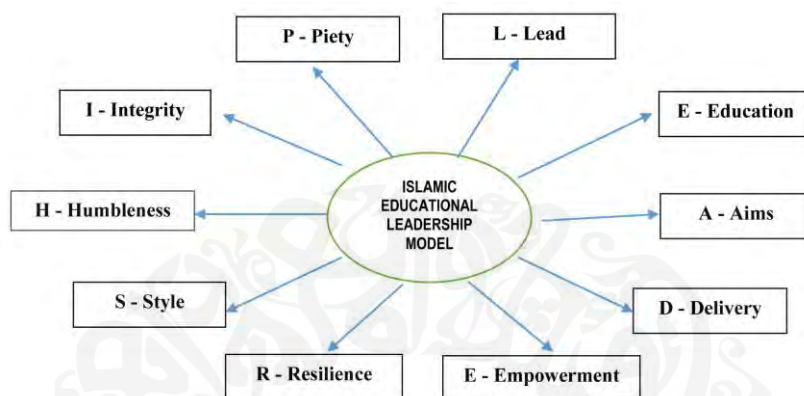 P - Piety
L - Lead
I - Integrity
E - Education
ISLAMIC
EDUCATIONAL
LEADERSHIP
MODEL
H - Humbleness
A - Aims
S - Style
D - Delivery
R - Resilience
E - Empowerment